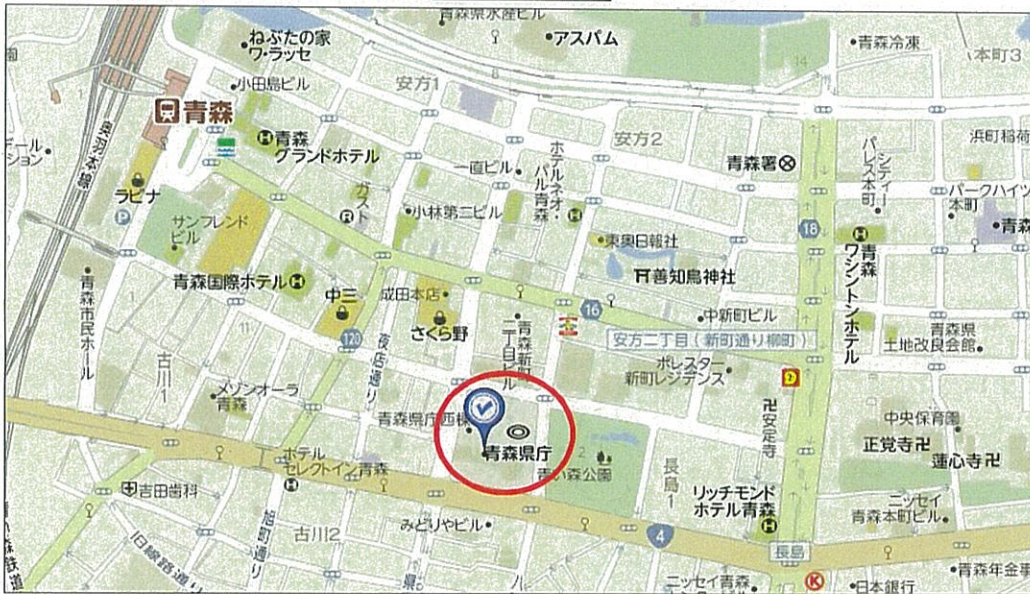 青森県水産ビル
ねぶたの家
ワ・ラッセ
アスパム
青森冷凍
本町3
小田島ビル
安方1
青森
安方2
浜町稲荷
青森
グランドホテル
一直ビル
ホテルネオ・
パル青森
青森署
シティー
パレス本町
パークハイツ
本町
ラビナ
P
ガスト
小林第二ビル
18
青森
サンフレンド
ビル
東奥日報社
善知鳥神社
青森
ワシントンホテル
青森市民ホール
青森国際ホテル
中三
成田本店
さくら野
16
中新町ビル
青森新町
二丁目ビル
安方二丁目(新町通り柳町)
青森県
土地改良会館
120
夜店通り
古川1
メゾンオーラ
青森
ポレスター
新町レジデンス
青森県庁西棟
青森県庁
安定寺
中央保育園
正覚寺
蓮心寺
ホテル
セレクトイン青森
2
青い森公園
長島
1
リッチモンド
ホテル青森
吉田歯科
旭町通り
古川2
みどりやビル
4
長島
ニッセイ
青森本町ビル
旧線路通り
ニッセイ青森
K
日本銀行
青森年金事